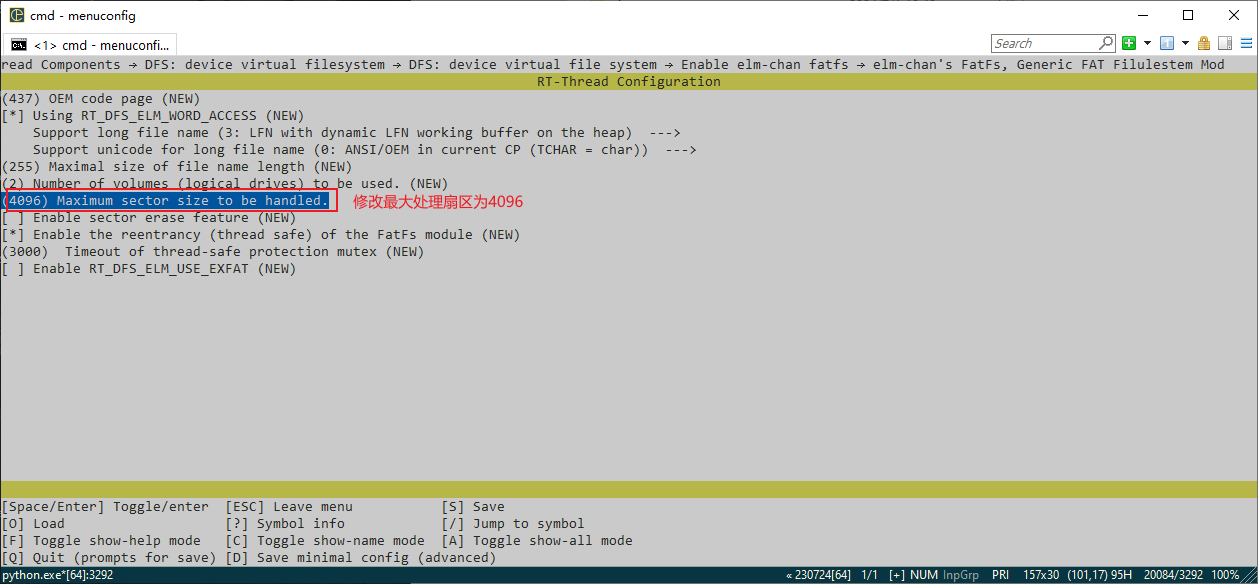 cmd - menuconfig
<1> cmd - menuconfi...
Search
read Components → DFS: device virtual filesystem → DFS: device virtual file system → Enable elm-chan fatfs → elm-chan's FatFs, Generic FAT Filulestem Mod
RT-Thread Configuration
(437) OEM code page (NEW)
[*] Using RT_DFS_ELM_WORD_ACCESS (NEW)
Support long file name (3: LFN with dynamic LFN working buffer on the heap)  --->
Support unicode for long file name (0: ANSI/OEM in current CP (TCHAR = char))  --->
(255) Maximal size of file name length (NEW)
(2) Number of volumes (logical drives) to be used. (NEW)
(4096) Maximum sector size to be handled. 修改最大处理扇区为4096
[ ] Enable sector erase feature (NEW)
[*] Enable the reentrancy (thread safe) of the FatFs module (NEW)
(3000)  Timeout of thread-safe protection mutex (NEW)
[ ] Enable RT_DFS_ELM_USE_EXFAT (NEW)
[Space/Enter] Toggle/enter  [ESC] Leave menu  [S] Save
[O] Load  [?] Symbol info  [/] Jump to symbol
[F] Toggle show-help mode  [C] Toggle show-name mode  [A] Toggle show-all mode
[Q] Quit (prompts for save) [D] Save minimal config (advanced)
python.exe*[64]:3292 « 230724[64] 1/1 [+] NUM InpGrp PRI 157x30 (101,17) 95H 20084/3292 100%